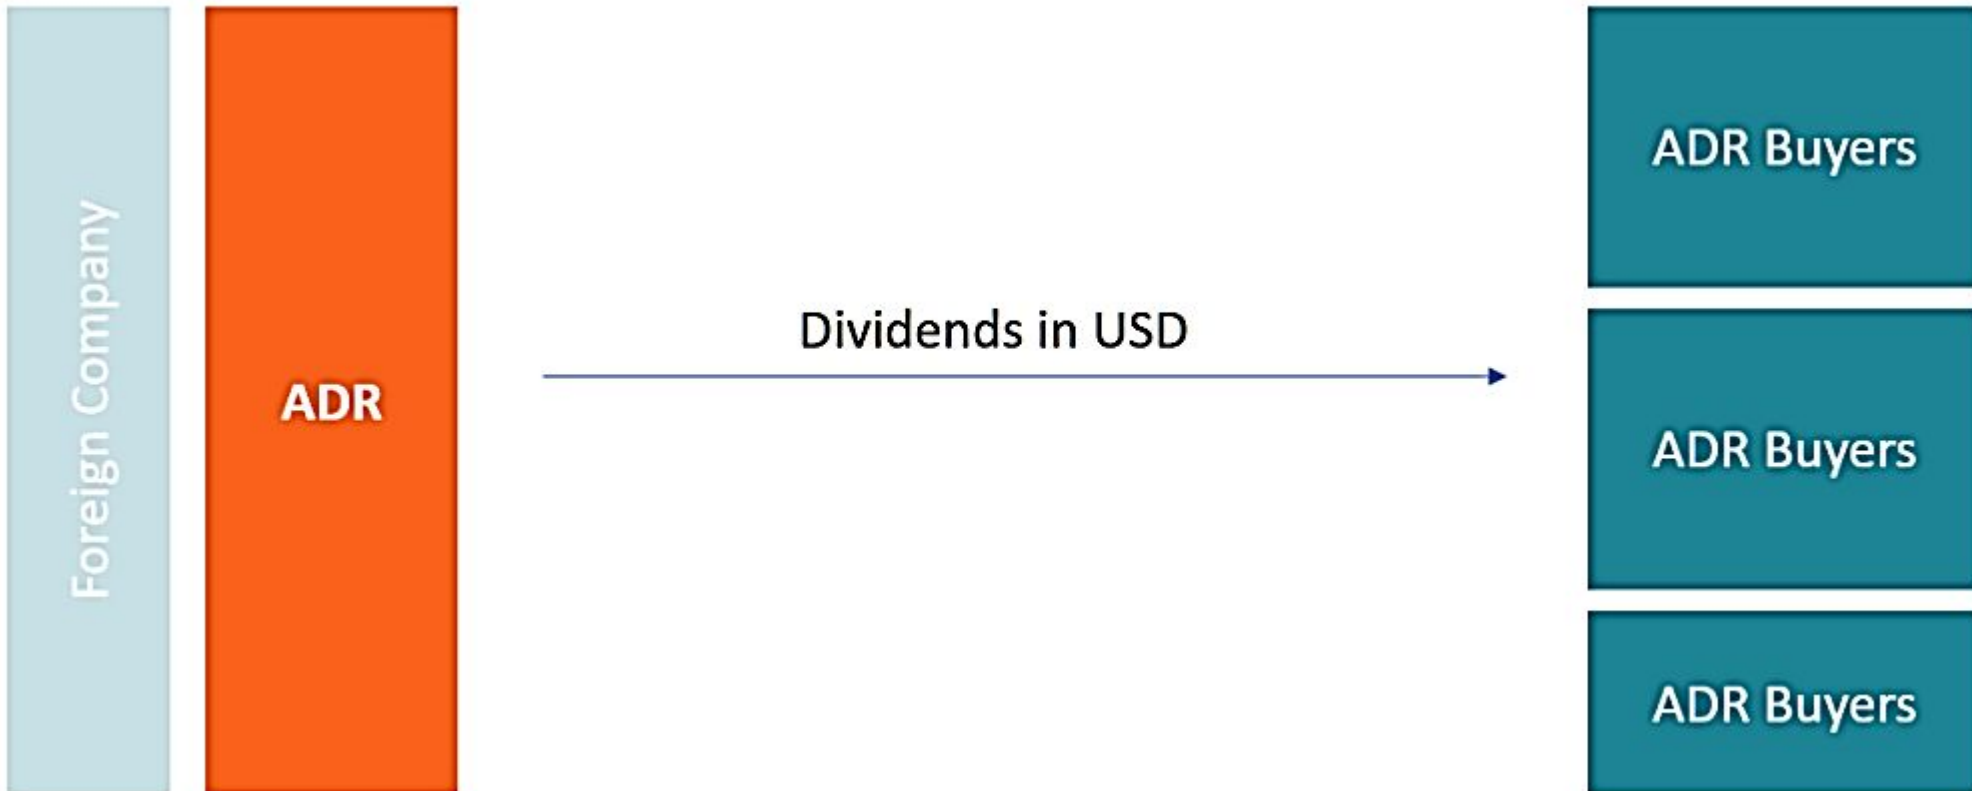 Foreign Company
ADR
Dividends in USD
ADR Buyers
ADR Buyers
ADR Buyers